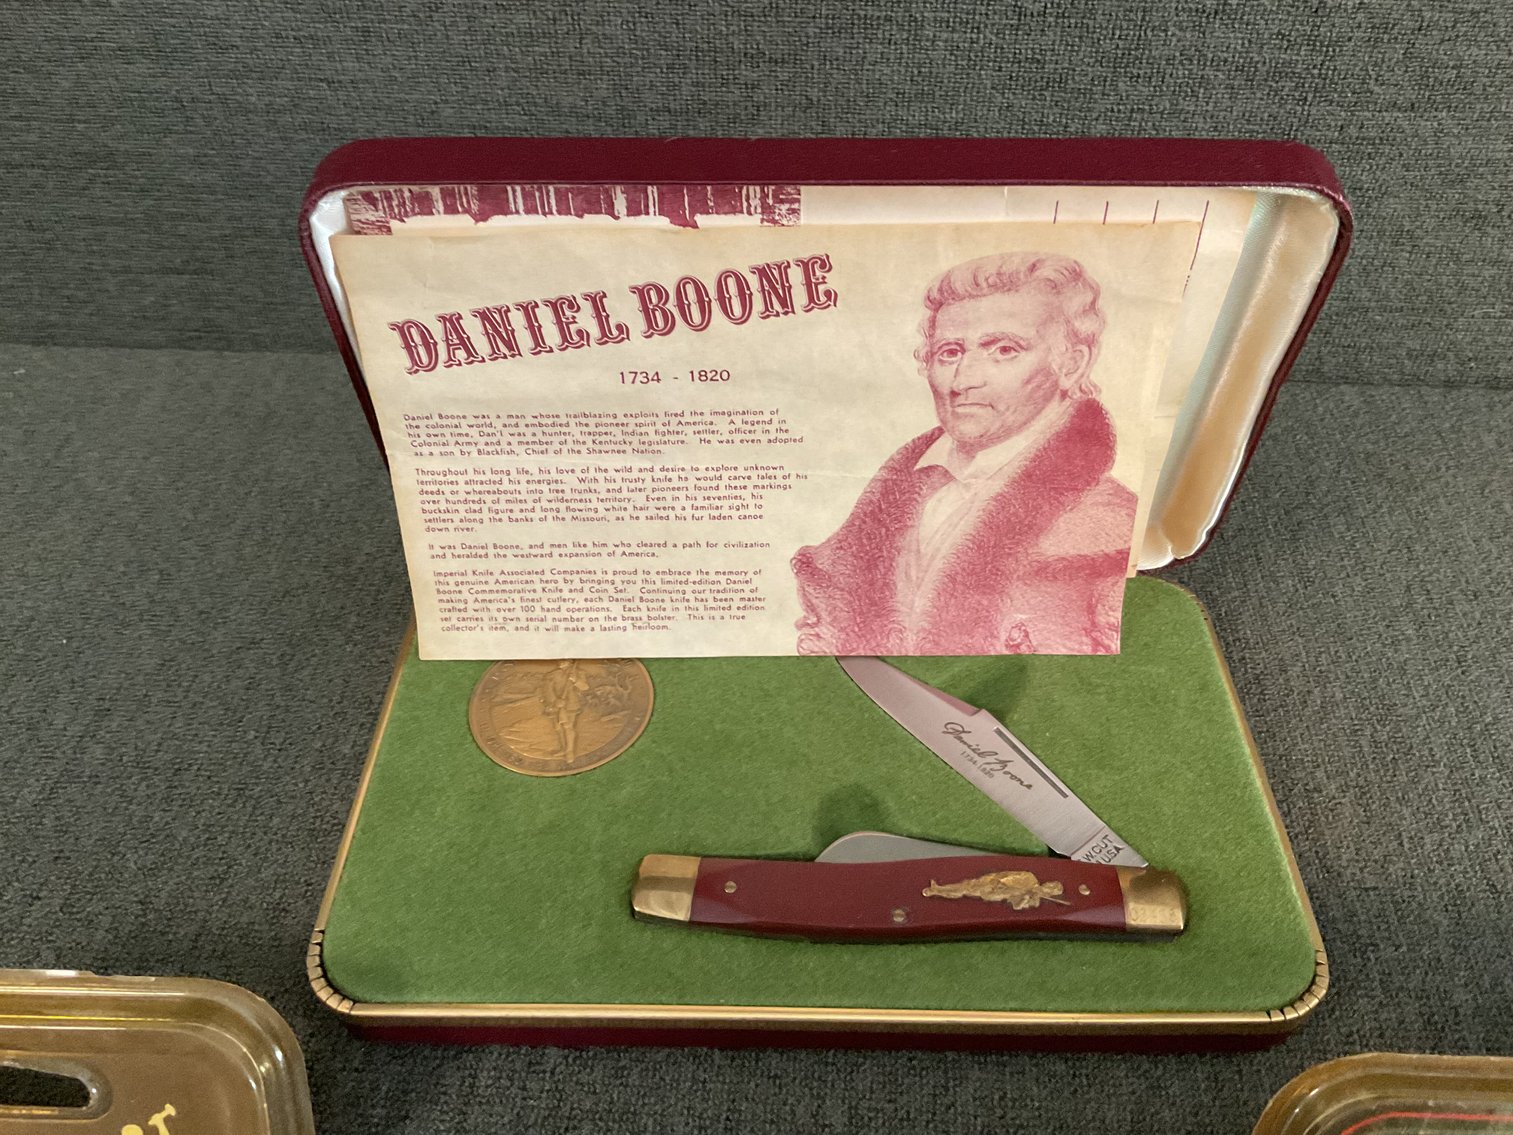 DANIEL BOONE
1734 - 1820
Daniel Boone was a man whose trailblazing exploits fired the imagination of
the colonial world, and embodied the pioneer spirit of America. A legend in
his own time, Dan'l was a hunter, trapper, Indian fighter, settler, officer in the
Colonial Army and a member of the Kentucky legislature. He was even adopted
as a son by Blackfish, Chief of the Shawnee Nation.
Throughout his long life, his love of the wild and desire to explore unknown
territories attracted his energies. With his trusty knife he would carve tales of his
deeds or whereabouts into tree trunks, and later pioneers found these markings
over hundreds of miles of wilderness territory. Even in his seventies, his
buckskin clad figure and long flowing white hair were a familiar sight to
settlers along the banks of the Missouri, as he sailed his fur laden canoe
down river.
It was Daniel Boone, and men like him who cleared a path for civilization
and heralded the westward expansion of America.
Imperial Knife Associated Companies is proud to embrace the memory of
this genuine American hero by bringing you this limited-edition Daniel
Boone Commemorative Knife and Coin Set. Continuing our tradition of
making America's finest cutlery, each Daniel Boone knife has been master
crafted with over 100 hand operations. Each knife in this limited edition
set carries its own serial number on the brass bolster. This is a true
collector's item, and it will make a lasting heirloom.
Daniel Boone
1734-1820
W.CUT
USA